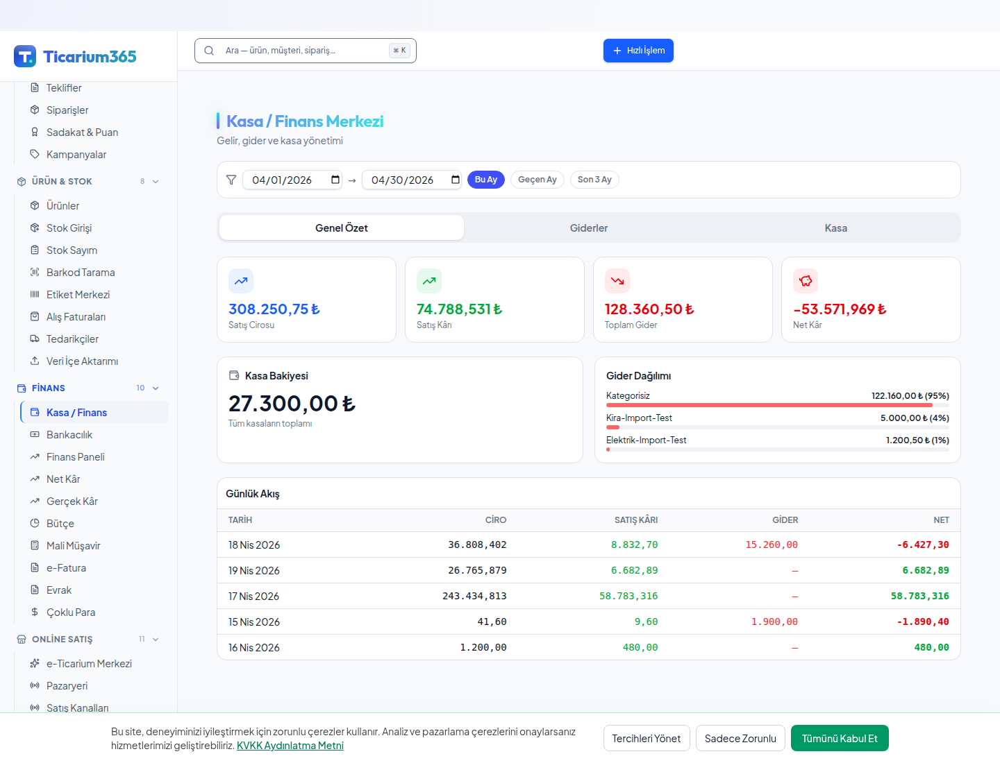 Ticarium365
Ara — ürün, müşteri, sipariş...
⌘ K
Hızlı İşlem
Teklifler
Siparişler
Sadakat & Puan
Kampanyalar
ÜRÜN & STOK 8
Ürünler
Stok Girişi
Stok Sayım
Barkod Tarama
Etiket Merkezi
Alış Faturaları
Tedarikçiler
Veri İçe Aktarımı
FİNANS 10
Kasa / Finans
Bankacılık
Finans Paneli
Net Kâr
Gerçek Kâr
Bütçe
Mali Müşavir
e-Fatura
Evrak
Çoklu Para
ONLİNE SATIŞ 11
e-Ticarium Merkezi
Pazaryeri
Satış Kanalları
Kasa / Finans Merkezi
Gelir, gider ve kasa yönetimi
04/01/2026 → 04/30/2026 Bu Ay Geçen Ay Son 3 Ay
Genel Özet Giderler Kasa
308.250,75 ₺
Satış Cirosu
74.788,531 ₺
Satış Kârı
128.360,50 ₺
Toplam Gider
-53.571,969 ₺
Net Kâr
Kasa Bakiyesi
27.300,00 ₺
Tüm kasaların toplamı
Gider Dağılımı
Kategorisiz 122.160,00 ₺ (95%)
Kira-Import-Test 5.000,00 ₺ (4%)
Elektrik-Import-Test 1.200,50 ₺ (1%)
Günlük Akış
TARİH CİRO SATIŞ KÂRI GİDER NET
18 Nis 2026 36.808,402 8.832,70 15.260,00 -6.427,30
19 Nis 2026 26.765,879 6.682,89 — 6.682,89
17 Nis 2026 243.434,813 58.783,316 — 58.783,316
15 Nis 2026 41,60 9,60 1.900,00 -1.890,40
16 Nis 2026 1.200,00 480,00 — 480,00
Bu site, deneyiminizi iyileştirmek için zorunlu çerezler kullanır. Analiz ve pazarlama çerezlerini onaylarsanız
hizmetlerimizi geliştirebiliriz. KVKK Aydınlatma Metni
Tercihleri Yönet
Sadece Zorunlu
Tümünü Kabul Et